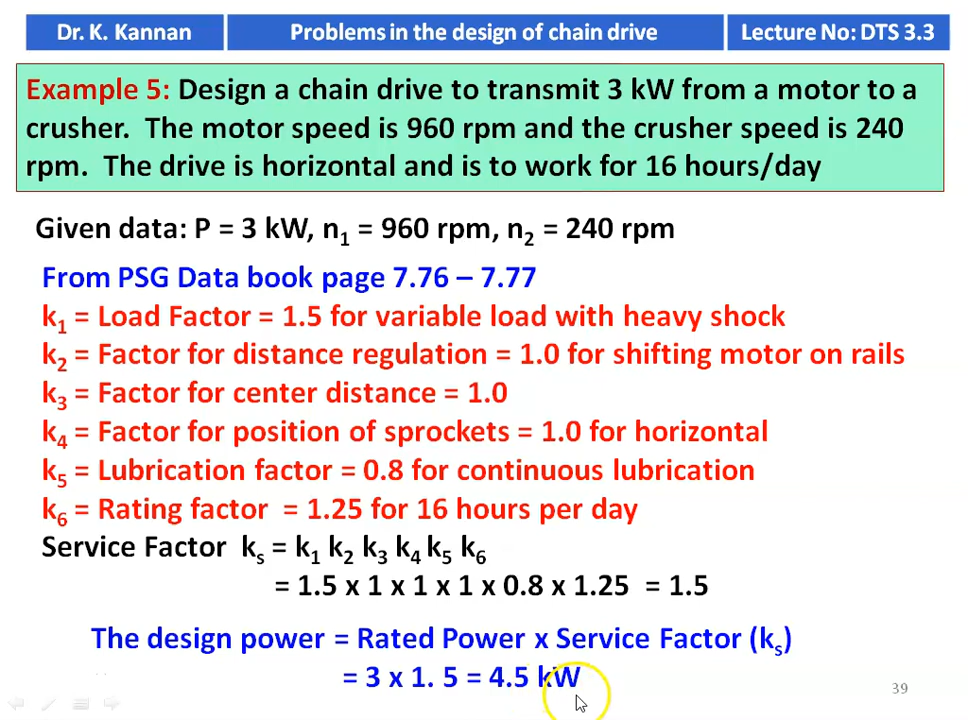 Dr. K. Kannan Problems in the design of chain drive Lecture No: DTS 3.3
Example 5: Design a chain drive to transmit 3 kW from a motor to a
crusher. The motor speed is 960 rpm and the crusher speed is 240
rpm. The drive is horizontal and is to work for 16 hours/day
Given data: P = 3 kW, n₁ = 960 rpm, n₂ = 240 rpm
From PSG Data book page 7.76 – 7.77
k₁ = Load Factor = 1.5 for variable load with heavy shock
k₂ = Factor for distance regulation = 1.0 for shifting motor on rails
k₃ = Factor for center distance = 1.0
k₄ = Factor for position of sprockets = 1.0 for horizontal
k₅ = Lubrication factor = 0.8 for continuous lubrication
k₆ = Rating factor = 1.25 for 16 hours per day
Service Factor kₛ = k₁ k₂ k₃ k₄ k₅ k₆
= 1.5 x 1 x 1 x 1 x 0.8 x 1.25 = 1.5
The design power = Rated Power x Service Factor (kₛ)
= 3 x 1. 5 = 4.5 kW
39